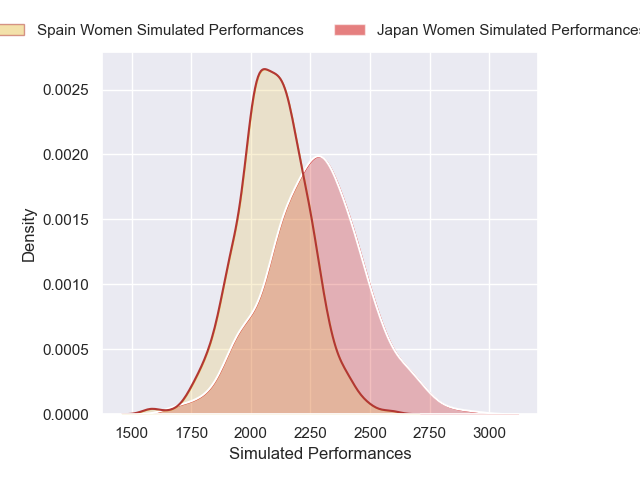 Spain Women Simulated Performances
Japan Women Simulated Performances
0.0025
0.0020
0.0015
0.0010
0.0005
0.0000
Density
1500 1750 2000 2250 2500 2750 3000
Simulated Performances